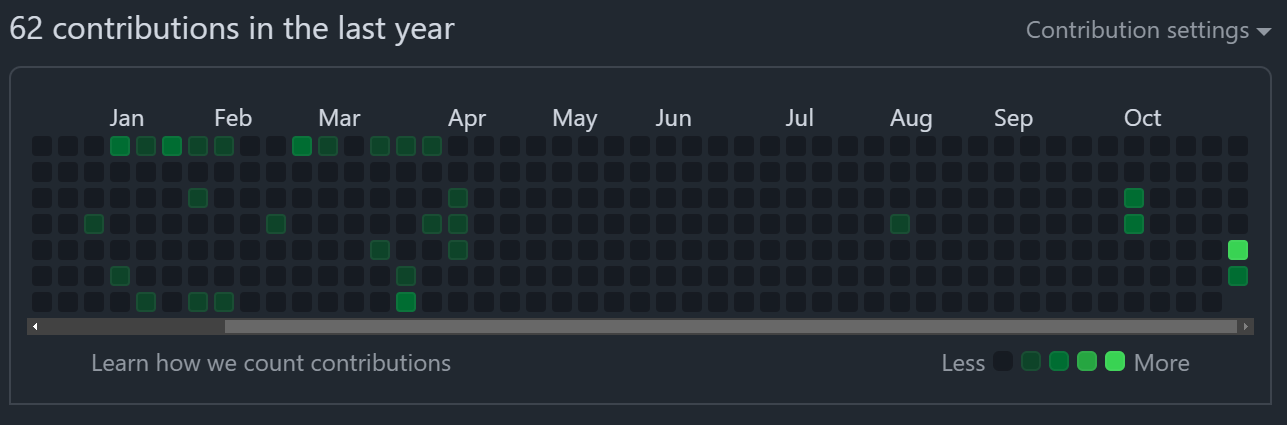 62 contributions in the last year
Contribution settings
Jan Feb Mar Apr May Jun Jul Aug Sep Oct
Learn how we count contributions
Less More